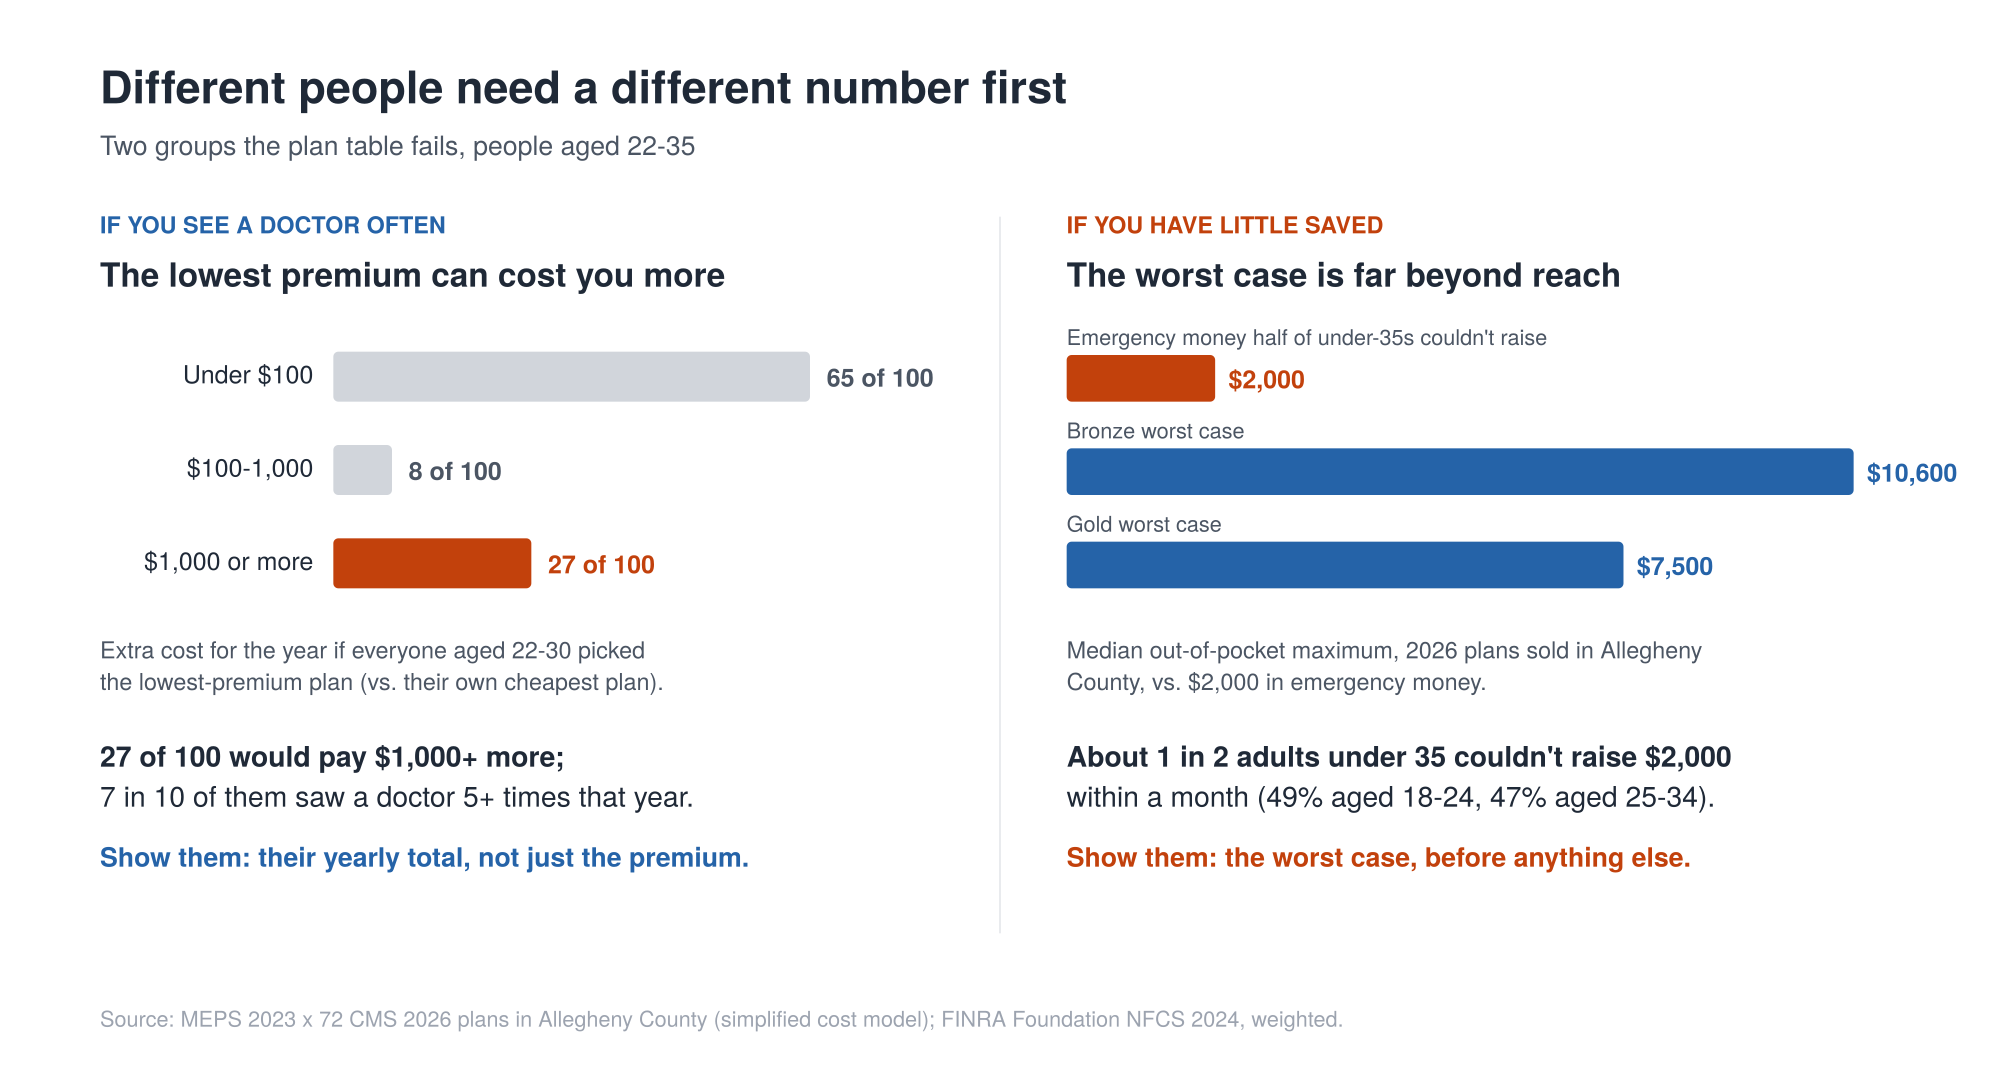 Different people need a different number first
Two groups the plan table fails, people aged 22-35
IF YOU SEE A DOCTOR OFTEN
The lowest premium can cost you more
Under $100
65 of 100
$100-1,000
8 of 100
$1,000 or more
27 of 100
Extra cost for the year if everyone aged 22-30 picked
the lowest-premium plan (vs. their own cheapest plan).
27 of 100 would pay $1,000+ more;
7 in 10 of them saw a doctor 5+ times that year.
Show them: their yearly total, not just the premium.
IF YOU HAVE LITTLE SAVED
The worst case is far beyond reach
Emergency money half of under-35s couldn't raise
$2,000
Bronze worst case
$10,600
Gold worst case
$7,500
Median out-of-pocket maximum, 2026 plans sold in Allegheny
County, vs. $2,000 in emergency money.
About 1 in 2 adults under 35 couldn't raise $2,000
within a month (49% aged 18-24, 47% aged 25-34).
Show them: the worst case, before anything else.
Source: MEPS 2023 x 72 CMS 2026 plans in Allegheny County (simplified cost model); FINRA Foundation NFCS 2024, weighted.